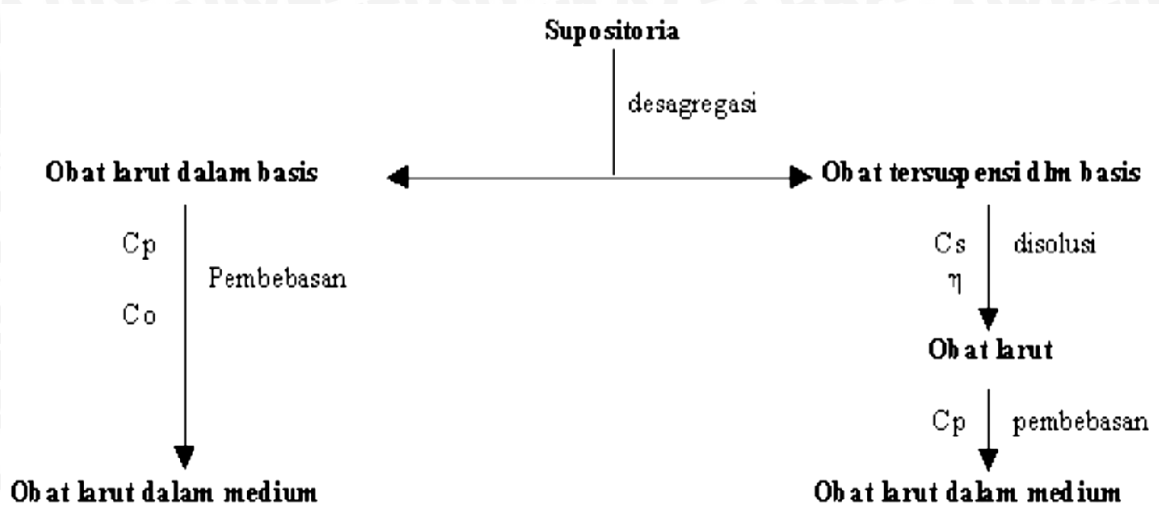 Supositoria
desagregasi
Obat larut dalam basis
Obat tersuspensi dlm basis
Cp
Pembebasan
Co
Cs
disolusi
η
Obat larut
Cp
pembebasan
Obat larut dalam medium
Obat larut dalam medium